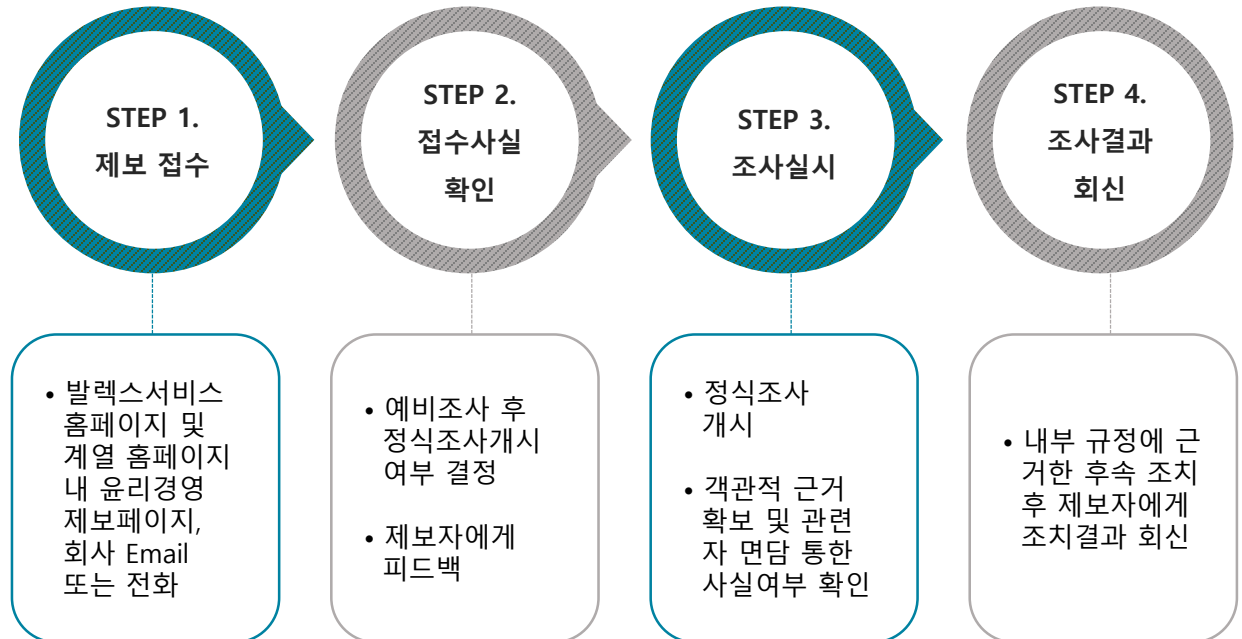 STEP 1.
제보 접수
STEP 2.
접수사실
확인
STEP 3.
조사실시
STEP 4.
조사결과
회신
• 발렉스서비스
홈페이지 및
계열 홈페이지
내 윤리경영
제보페이지,
회사 Email
또는 전화
• 예비조사 후
정식조사개시
여부 결정
• 제보자에게
피드백
• 정식조사
개시
• 객관적 근거
확보 및 관련
자 면담 통한
사실여부 확인
• 내부 규정에 근
거한 후속 조치
후 제보자에게
조치결과 회신